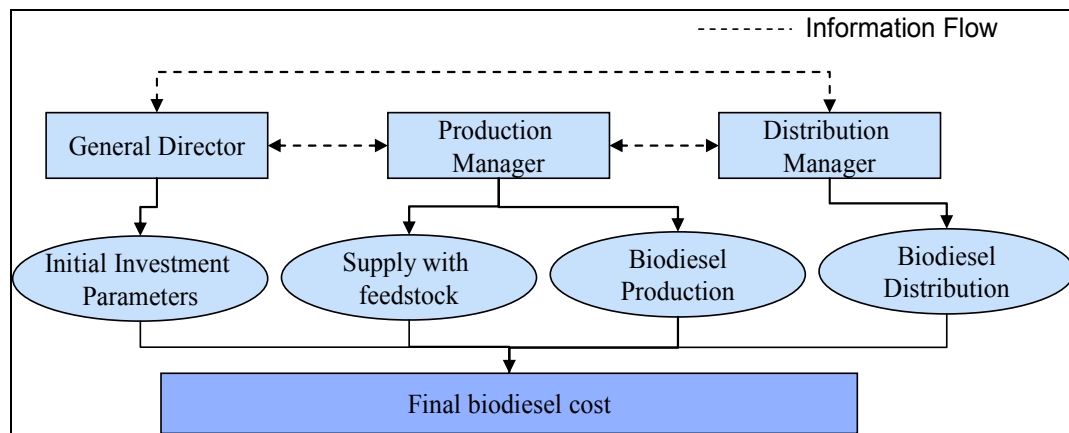 Information Flow
General Director
Production
Manager
Distribution
Manager
Initial Investment
Parameters
Supply with
feedstock
Biodiesel
Production
Biodiesel
Distribution
Final biodiesel cost